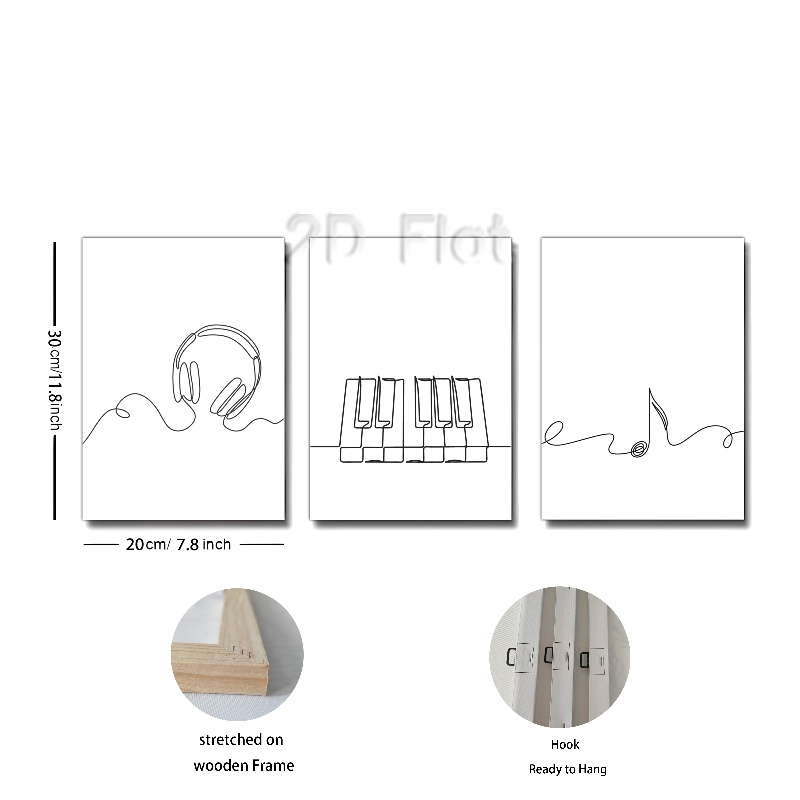 2D Flat
30cm/11.8inch
20cm/ 7.8 inch
stretched on
wooden Frame
Hook
Ready to Hang